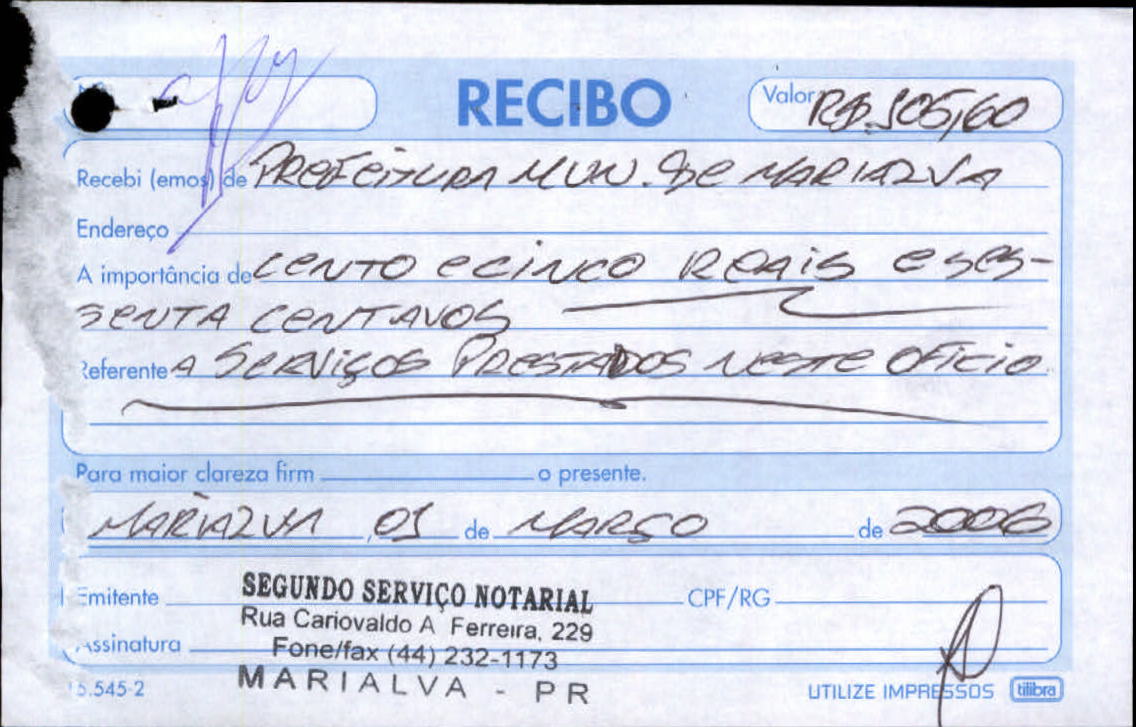 RECIBO
Valor R$ 105,60
Recebi (emos) de PREFEITURA MUN. De MARIALVA
Endereço
A importância de CENTO E CINCO REAIS E SES-
SENTA CENTAVOS
Referente A SERVIÇOS PRESTADOS NESTE OFICIO
Para maior clareza firm o presente.
MARIALVA 01 de MARÇO de 2006
Emitente SEGUNDO SERVIÇO NOTARIAL CPF/RG
Rua Cariovaldo A Ferreira, 229
Assinatura Fone/fax (44) 232-1173
MARIALVA - PR
5.545-2 UTILIZE IMPRESSOS tilibra